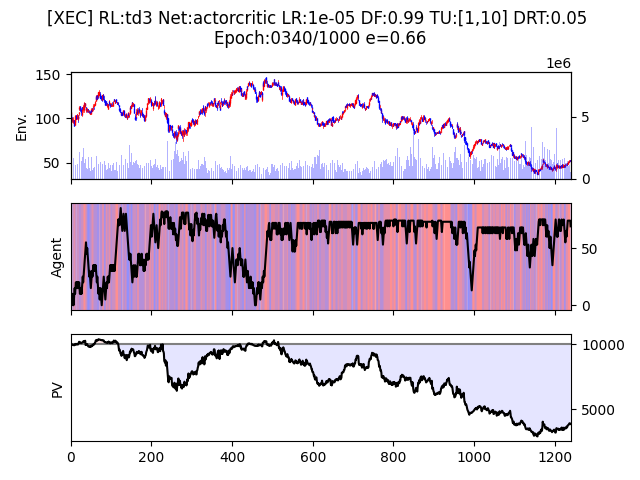 [XEC] RL:td3 Net:actorcritic LR:1e-05 DF:0.99 TU:[1,10] DRT:0.05
Epoch:0340/1000 e=0.66
1e6
150
100
50
Env.
5
0
Agent
50
0
PV
10000
5000
0
200
400
600
800
1000
1200